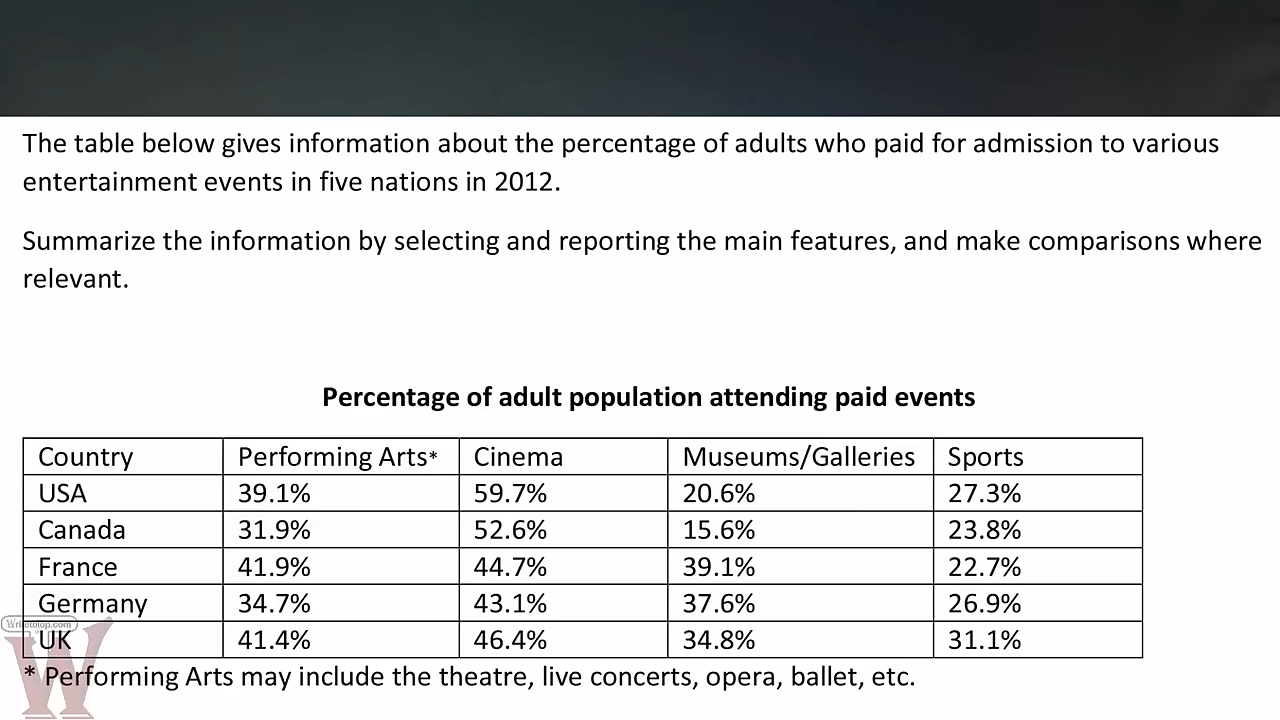 The table below gives information about the percentage of adults who paid for admission to various
entertainment events in five nations in 2012.
Summarize the information by selecting and reporting the main features, and make comparisons where
relevant.
Percentage of adult population attending paid events
Country Performing Arts* Cinema Museums/Galleries Sports
USA 39.1% 59.7% 20.6% 27.3%
Canada 31.9% 52.6% 15.6% 23.8%
France 41.9% 44.7% 39.1% 22.7%
Germany 34.7% 43.1% 37.6% 26.9%
Writetotop.com
UK 41.4% 46.4% 34.8% 31.1%
W
* Performing Arts may include the theatre, live concerts, opera, ballet, etc.